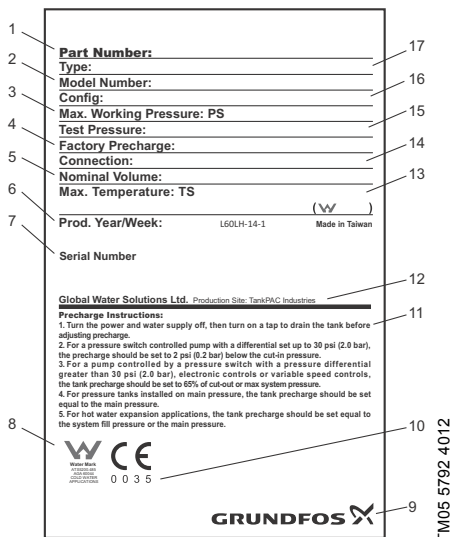 1
Part Number:
17
Type:
2
Model Number:
16
Config:
3
Max. Working Pressure: PS
15
Test Pressure:
4
Factory Precharge:
14
Connection:
5
Nominal Volume:
13
Max. Temperature: TS
( )
6
Prod. Year/Week: L60LH-14-1 Made in Taiwan
7
Serial Number
12
Global Water Solutions Ltd. Production Site: TankPAC Industries
11
Precharge Instructions:
1. Turn the power and water supply off, then turn on a tap to drain the tank before
adjusting precharge.
2. For a pressure switch controlled pump with a differential set up to 30 psi (2.0 bar),
the precharge should be set to 2 psi (0.2 bar) below the cut-in pressure.
3. For a pump controlled by a pressure switch with a pressure differential
greater than 30 psi (2.0 bar), electronic controls or variable speed controls,
the tank precharge should be set to 65% of cut-out or max system pressure.
4. For pressure tanks installed on main pressure, the tank precharge should be set
equal to the main pressure.
5. For hot water expansion applications, the tank precharge should be set equal to
the system fill pressure or the main pressure.
8
10
CE
Water Mark
COLD WATER
APPLICATIONS
0 0 3 5
9
GRUNDFOS
TM05 5792 4012